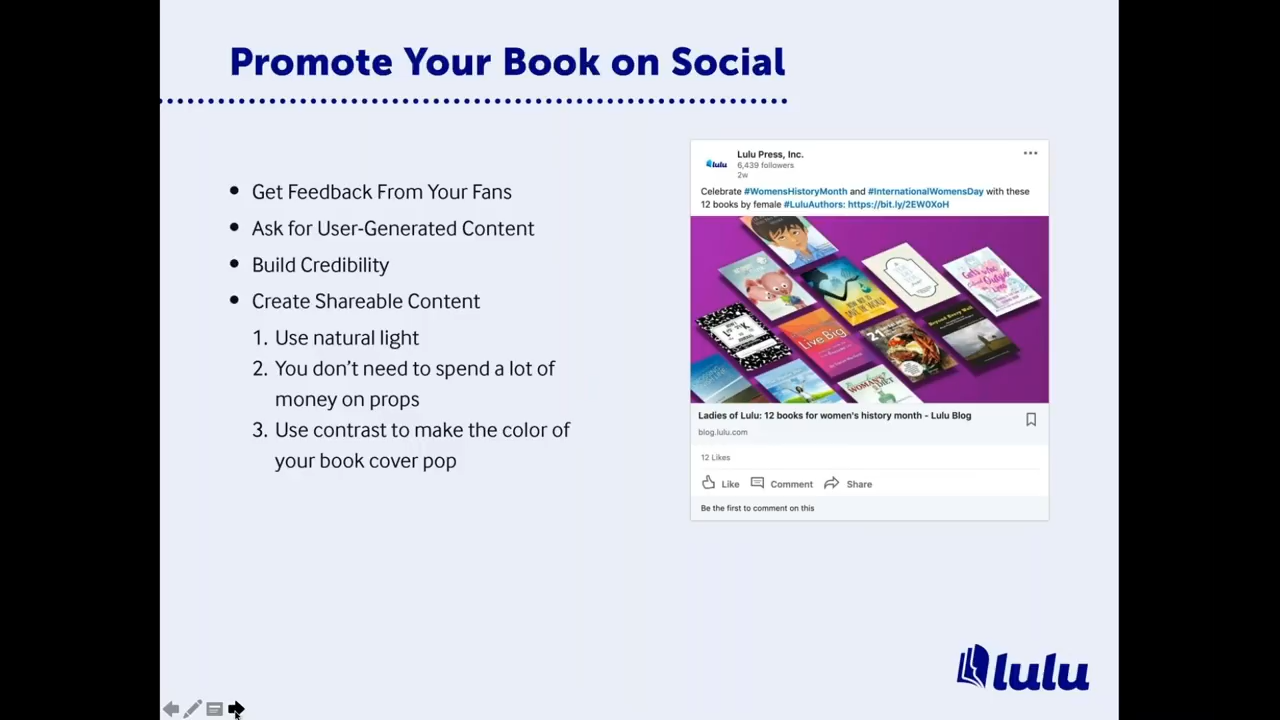 Promote Your Book on Social
• Get Feedback From Your Fans
• Ask for User-Generated Content
• Build Credibility
• Create Shareable Content
1. Use natural light
2. You don't need to spend a lot of
money on props
3. Use contrast to make the color of
your book cover pop
lulu
Lulu Press, Inc.
6,439 followers
2w
Celebrate #WomensHistoryMonth and #InternationalWomensDay with these
12 books by female #LuluAuthors: https://bit.ly/2EW0XoH
Live Big
21
Beyond Every Wall
Ladies of Lulu: 12 books for women's history month - Lulu Blog
blog.lulu.com
12 Likes
Like Comment Share
Be the first to comment on this
lulu